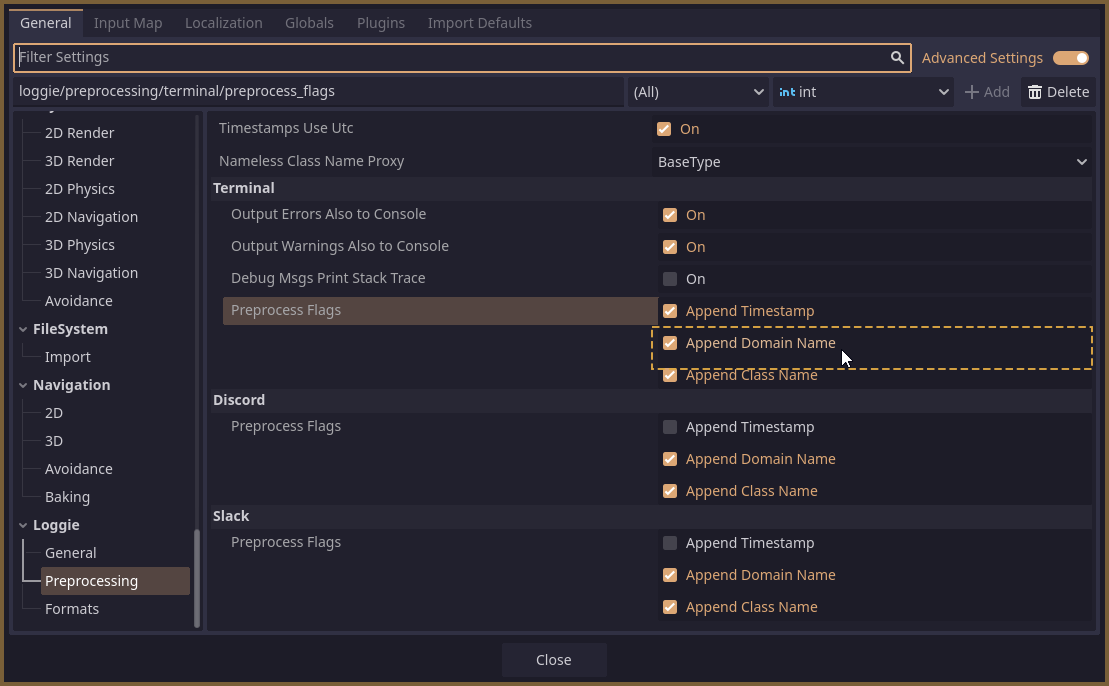 General Input Map Localization Globals Plugins Import Defaults
Filter Settings Advanced Settings
loggie/preprocessing/terminal/preprocess_flags (All) int int Add Delete
2D Render
3D Render
2D Physics
2D Navigation
3D Physics
3D Navigation
Avoidance
FileSystem
Import
Navigation
2D
3D
Avoidance
Baking
Loggie
General
Preprocessing
Formats
Timestamps Use Utc On
Nameless Class Name Proxy BaseType
Terminal
Output Errors Also to Console On
Output Warnings Also to Console On
Debug Msgs Print Stack Trace On
Preprocess Flags Append Timestamp
Append Domain Name
Append Class Name
Discord
Preprocess Flags Append Timestamp
Append Domain Name
Append Class Name
Slack
Preprocess Flags Append Timestamp
Append Domain Name
Append Class Name
Close